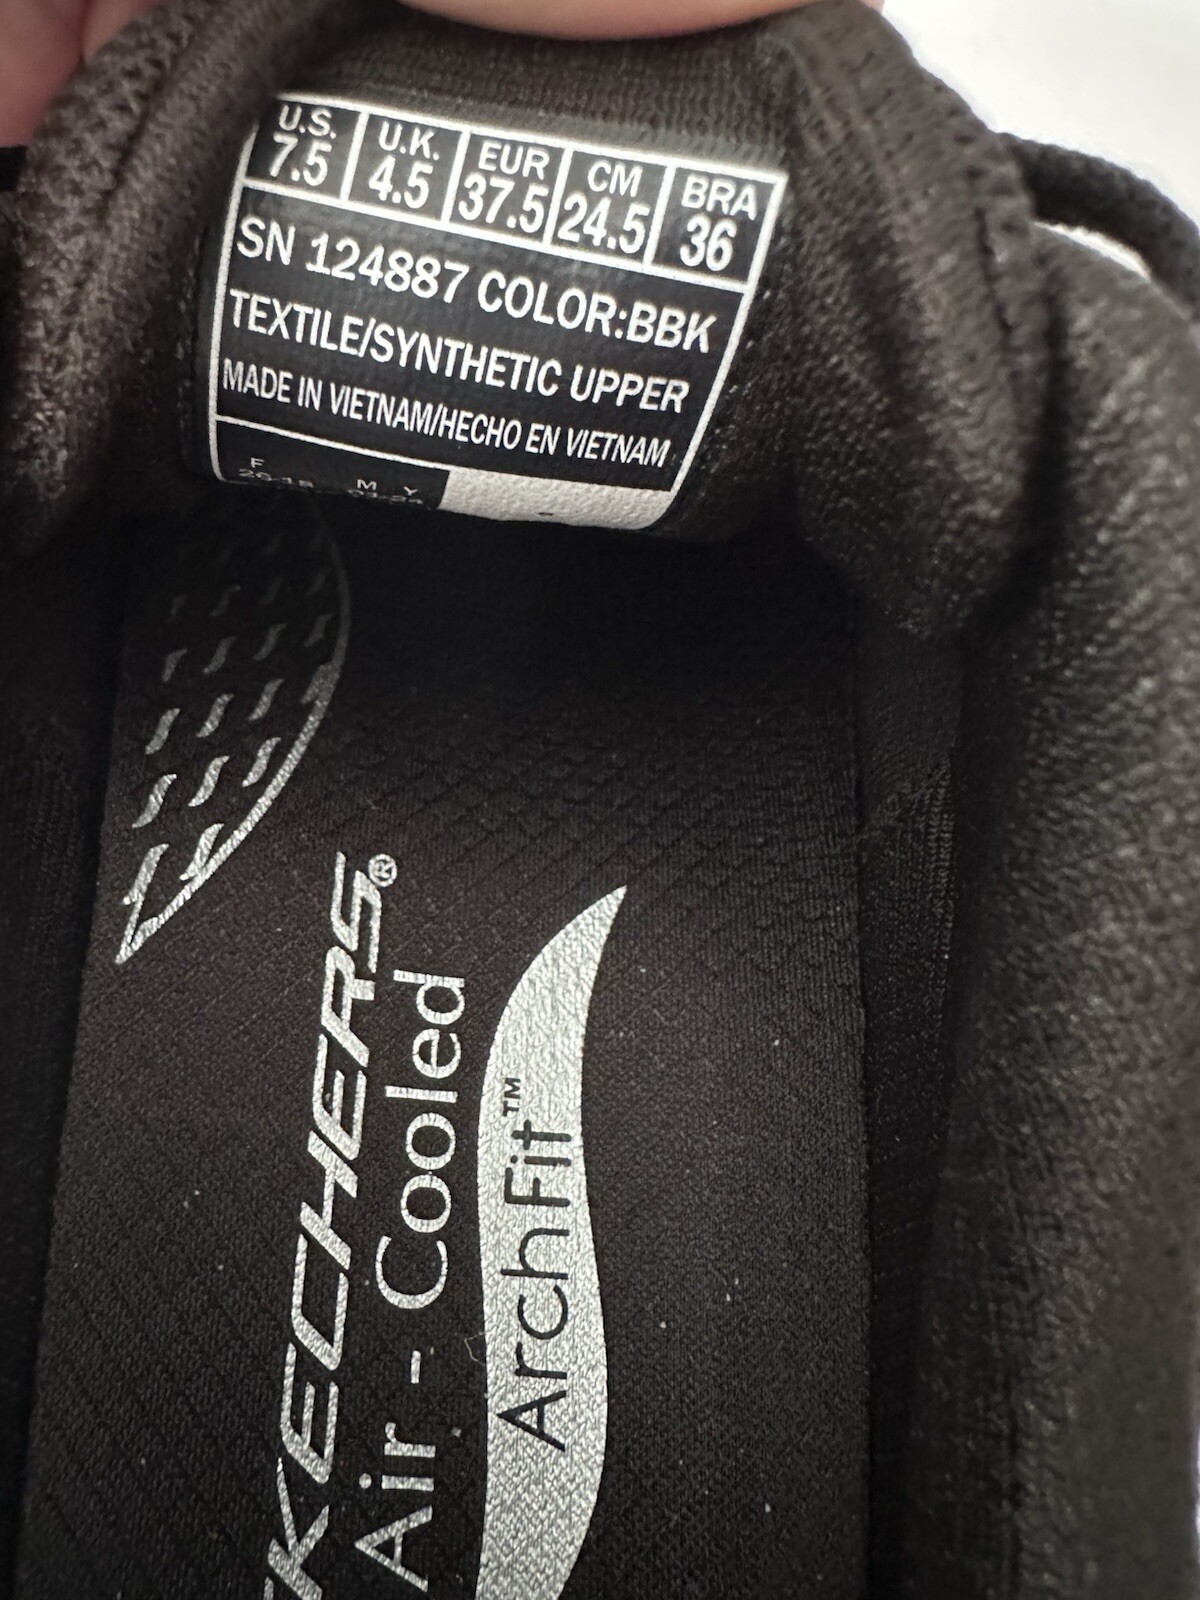 U.S. U.K. EUR CM BRA
7.5 4.5 37.5 24.5 36
SN 124887 COLOR:BBK
TEXTILE/SYNTHETIC UPPER
MADE IN VIETNAM/HECHO EN VIETNAM
F M Y
SKECHERS®
Air - Cooled
ArchFit™